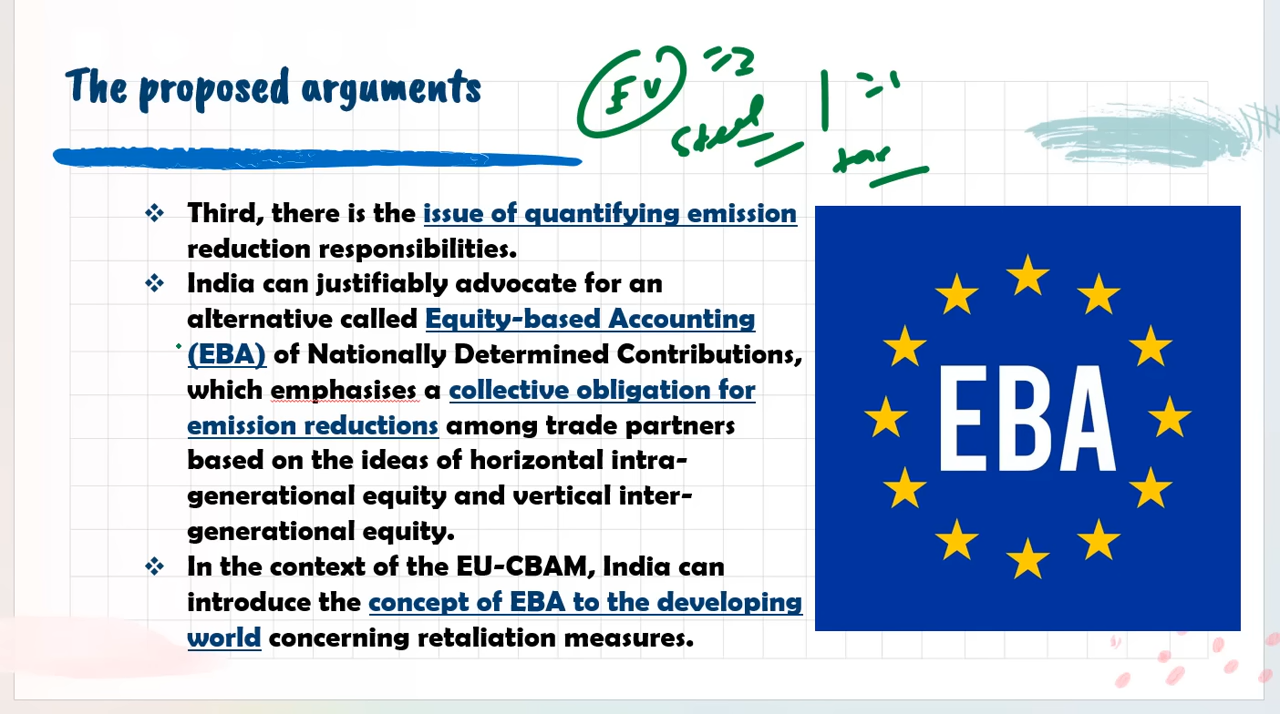 The proposed arguments
Steel
❖ Third, there is the issue of quantifying emission
reduction responsibilities.
❖ India can justifiably advocate for an
alternative called Equity-based Accounting
(EBA) of Nationally Determined Contributions,
which emphasises a collective obligation for
emission reductions among trade partners
based on the ideas of horizontal intra-
generational equity and vertical inter-
generational equity.
❖ In the context of the EU-CBAM, India can
introduce the concept of EBA to the developing
world concerning retaliation measures.
EBA